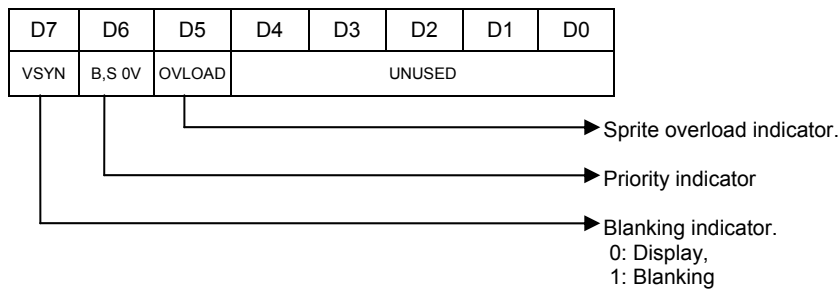 D7 D6 D5 D4 D3 D2 D1 D0
VSYN B,S 0V OVLOAD UNUSED
Sprite overload indicator.
Priority indicator
Blanking indicator.
0: Display,
1: Blanking